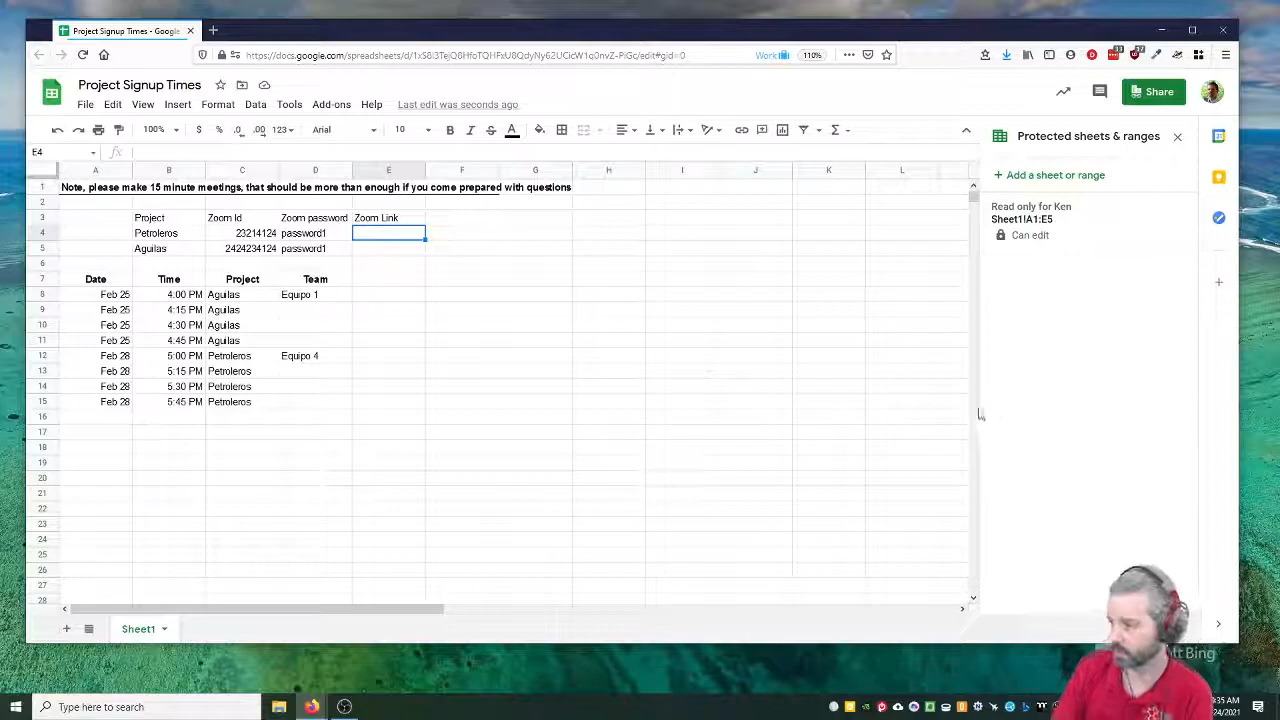 Project Signup Times - Google
https://docs.google.com/spreadsheets/d/
Work
110%
Project Signup Times
File Edit View Insert Format Data Tools Add-ons Help Last edit was seconds ago
Share
100% $ % .0 .00 123 Arial 10 B I S A
Protected sheets & ranges
E4 fx
A B C D E F G H I J K L
+ Add a sheet or range
1 Note, please make 15 minute meetings, that should be more than enough if you come prepared with questions
2
Read only for Ken
Sheet1!A1:E5
Can edit
3 Project Zoom Id Zoom password Zoom Link
4 Petroleros 23214124 password1
5 Aguilas 2424234124 password1
6
7 Date Time Project Team
8 Feb 25 4:00 PM Aguilas Equipo 1
9 Feb 25 4:15 PM Aguilas
10 Feb 25 4:30 PM Aguilas
11 Feb 25 4:45 PM Aguilas
12 Feb 28 5:00 PM Petroleros Equipo 4
13 Feb 28 5:15 PM Petroleros
14 Feb 28 5:30 PM Petroleros
15 Feb 28 5:45 PM Petroleros
16
17
18
19
20
21
22
23
24
25
26
27
28
Sheet1
Bing
Type here to search
:35 AM
/24/2021